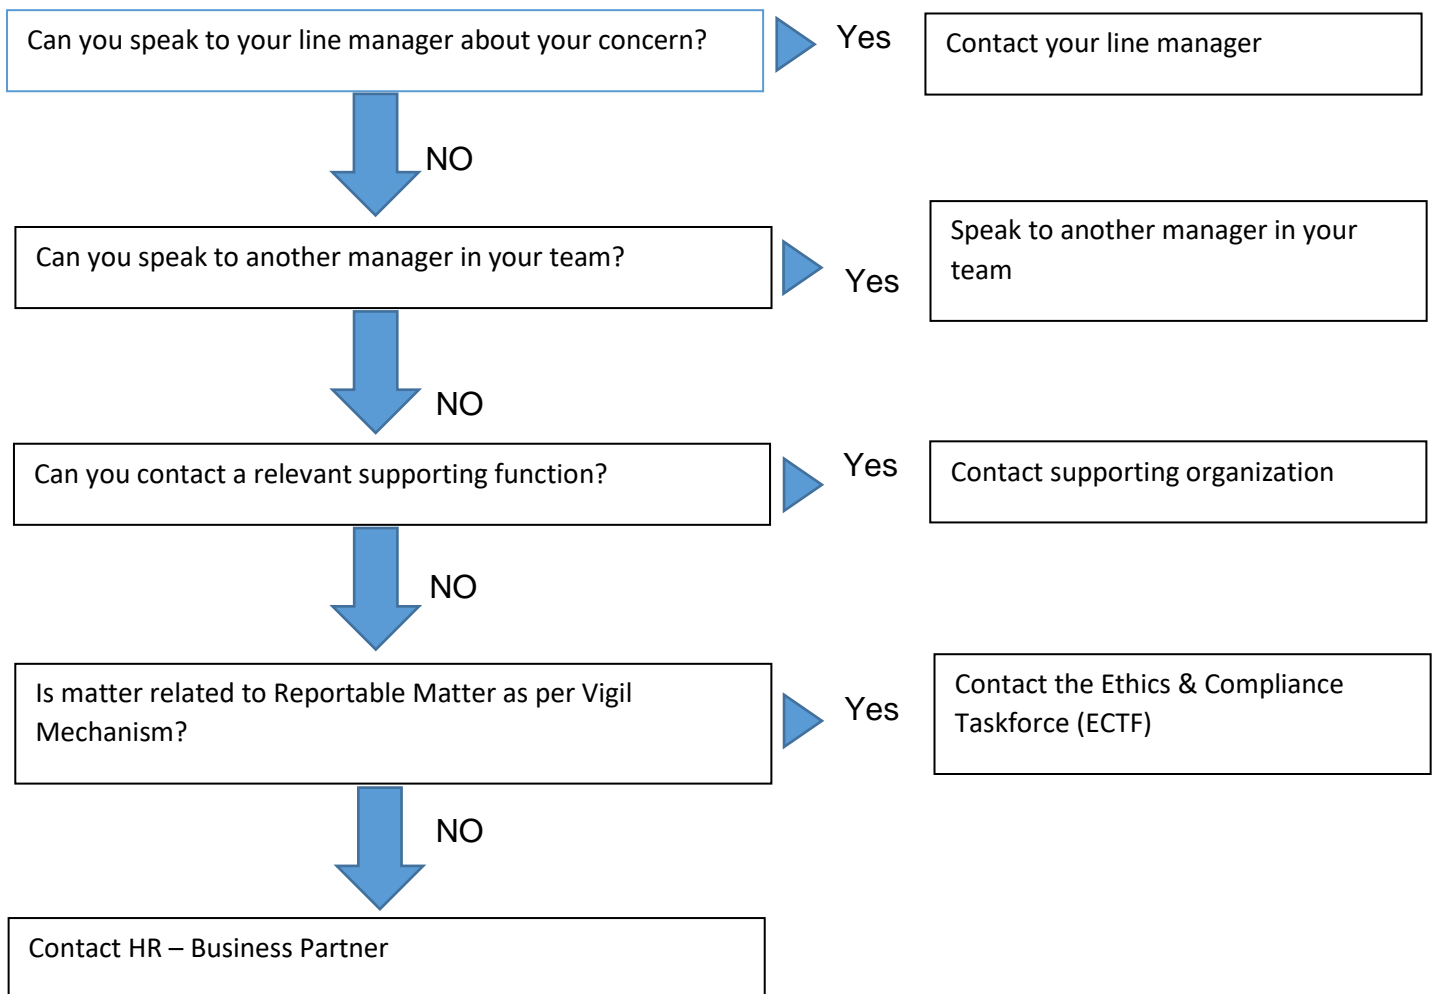 Can you speak to your line manager about your concern?
Yes
Contact your line manager
NO
Can you speak to another manager in your team?
Yes
Speak to another manager in your
team
NO
Can you contact a relevant supporting function?
Yes
Contact supporting organization
NO
Is matter related to Reportable Matter as per Vigil
Mechanism?
Yes
Contact the Ethics & Compliance
Taskforce (ECTF)
NO
Contact HR – Business Partner